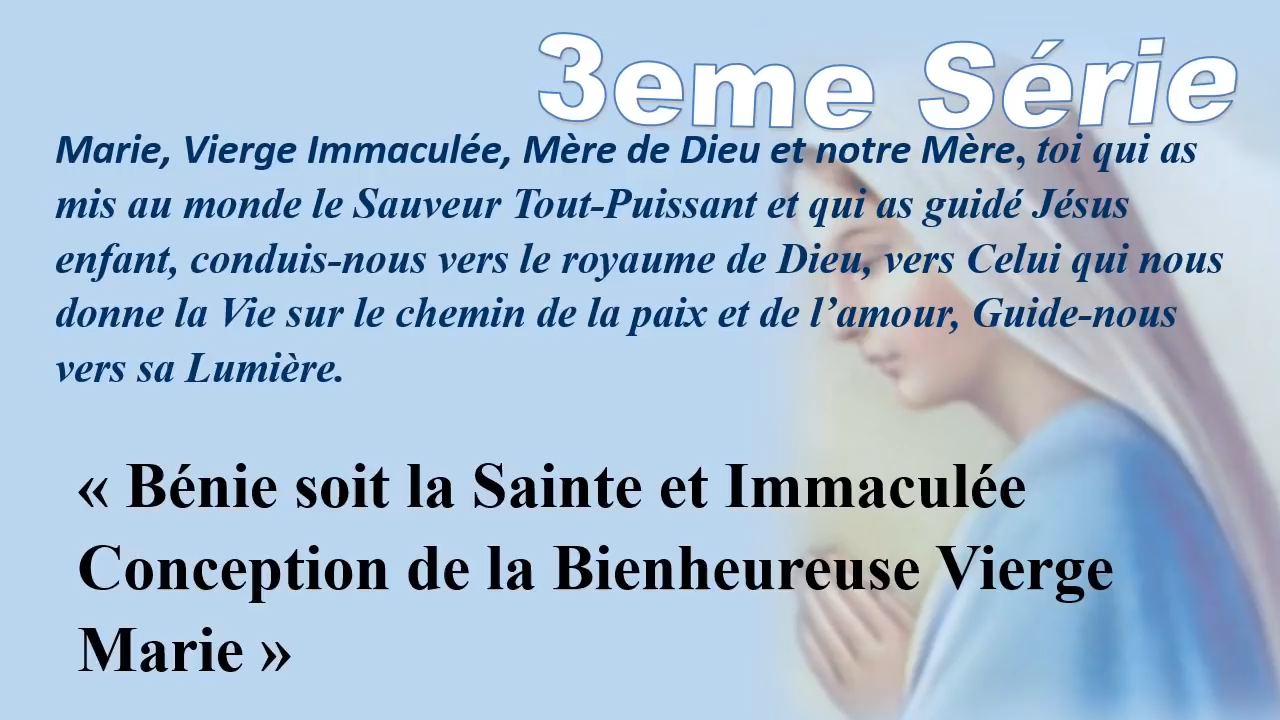 3eme Série
Marie, Vierge Immaculée, Mère de Dieu et notre Mère, toi qui as
mis au monde le Sauveur Tout-Puissant et qui as guidé Jésus
enfant, conduis-nous vers le royaume de Dieu, vers Celui qui nous
donne la Vie sur le chemin de la paix et de l’amour, Guide-nous
vers sa Lumière.
« Bénie soit la Sainte et Immaculée
Conception de la Bienheureuse Vierge
Marie »